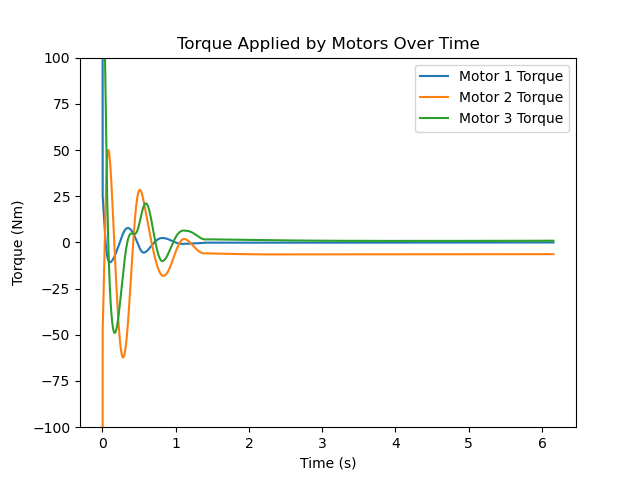 Torque Applied by Motors Over Time
100
75
50
25
0
−25
−50
−75
−100
Torque (Nm)
Motor 1 Torque
Motor 2 Torque
Motor 3 Torque
0 1 2 3 4 5 6
Time (s)